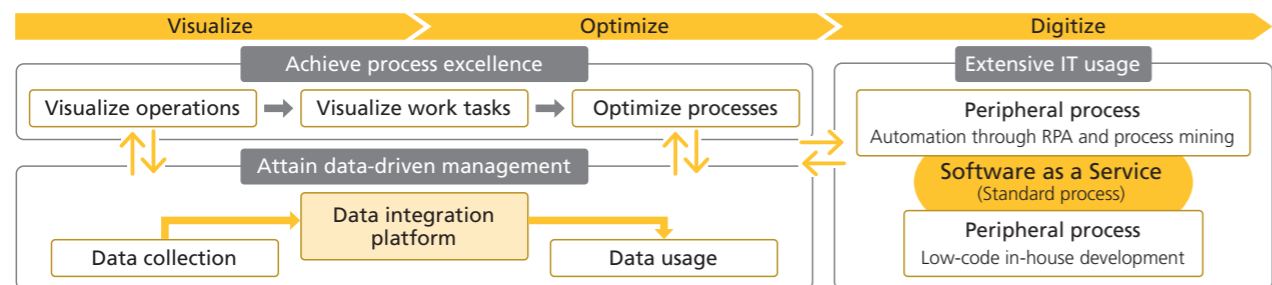 Visualize
Optimize
Digitize
Achieve process excellence
Visualize operations
Visualize work tasks
Optimize processes
Attain data-driven management
Data integration
platform
Data collection
Data usage
Extensive IT usage
Peripheral process
Automation through RPA and process mining
Software as a Service
(Standard process)
Peripheral process
Low-code in-house development